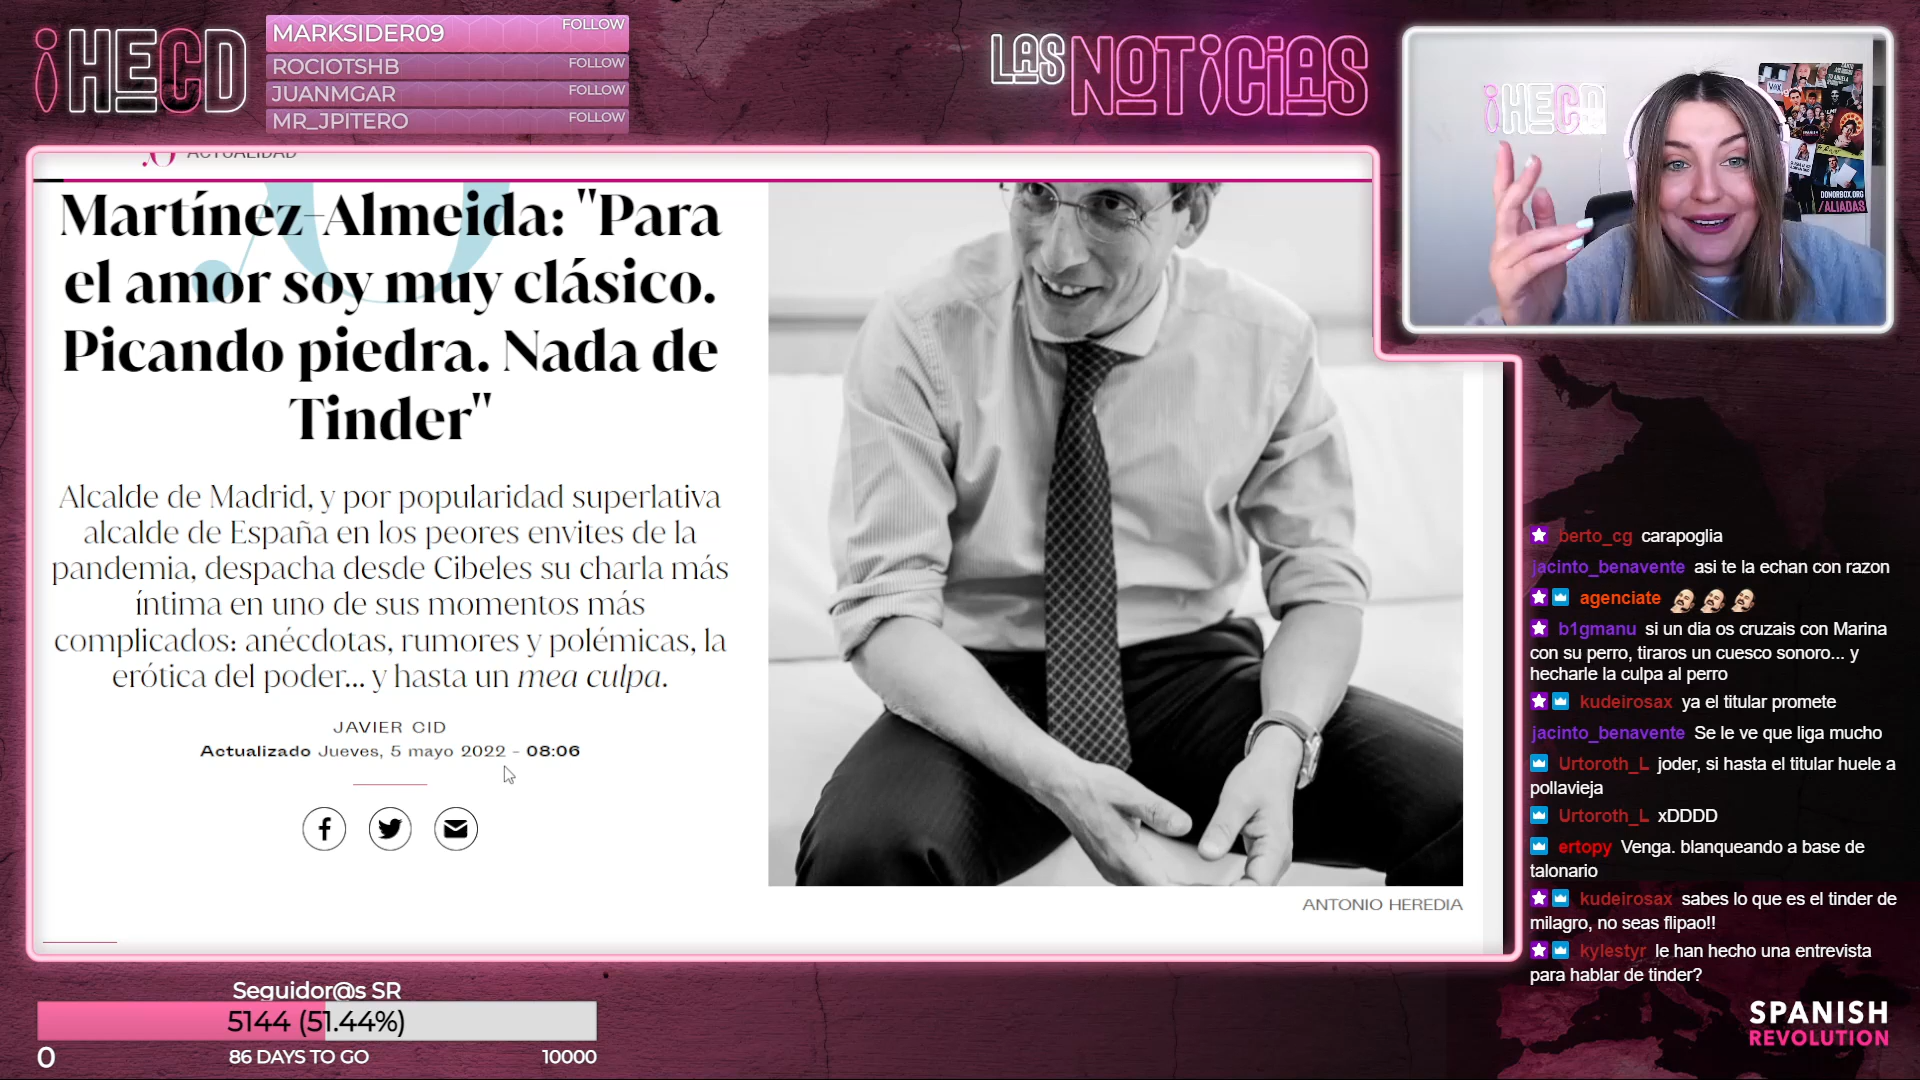 ¡HECD
MARKSIDER09 FOLLOW
ROCIOTSHB FOLLOW
JUANMGAR FOLLOW
MR_JPITERO FOLLOW
LAS NOTICIAS
¡HECD
VOX
DONORBOX.ORG
/ALIADAS
ACTUALIDAD
Martínez-Almeida: "Para
el amor soy muy clásico.
Picando piedra. Nada de
Tinder"
Alcalde de Madrid, y por popularidad superlativa
alcalde de España en los peores envites de la
pandemia, despacha desde Cibeles su charla más
íntima en uno de sus momentos más
complicados: anécdotas, rumores y polémicas, la
erótica del poder... y hasta un mea culpa.
JAVIER CID
Actualizado Jueves, 5 mayo 2022 - 08:06
ANTONIO HEREDIA
berto_cg carapoglia
jacinto_benavente asi te la echan con razon
agenciate
b1gmanu si un dia os cruzais con Marina
con su perro, tiraros un cuesco sonoro... y
hecharle la culpa al perro
kudeirosax ya el titular promete
jacinto_benavente Se le ve que liga mucho
Urtoroth_L joder, si hasta el titular huele a
pollavieja
Urtoroth_L xDDDD
ertopy Venga. blanqueando a base de
talonario
kudeirosax sabes lo que es el tinder de
milagro, no seas flipao!!
kylestyr le han hecho una entrevista
para hablar de tinder?
Seguidor@s SR
5144 (51.44%)
0 86 DAYS TO GO 10000
SPANISH
REVOLUTION